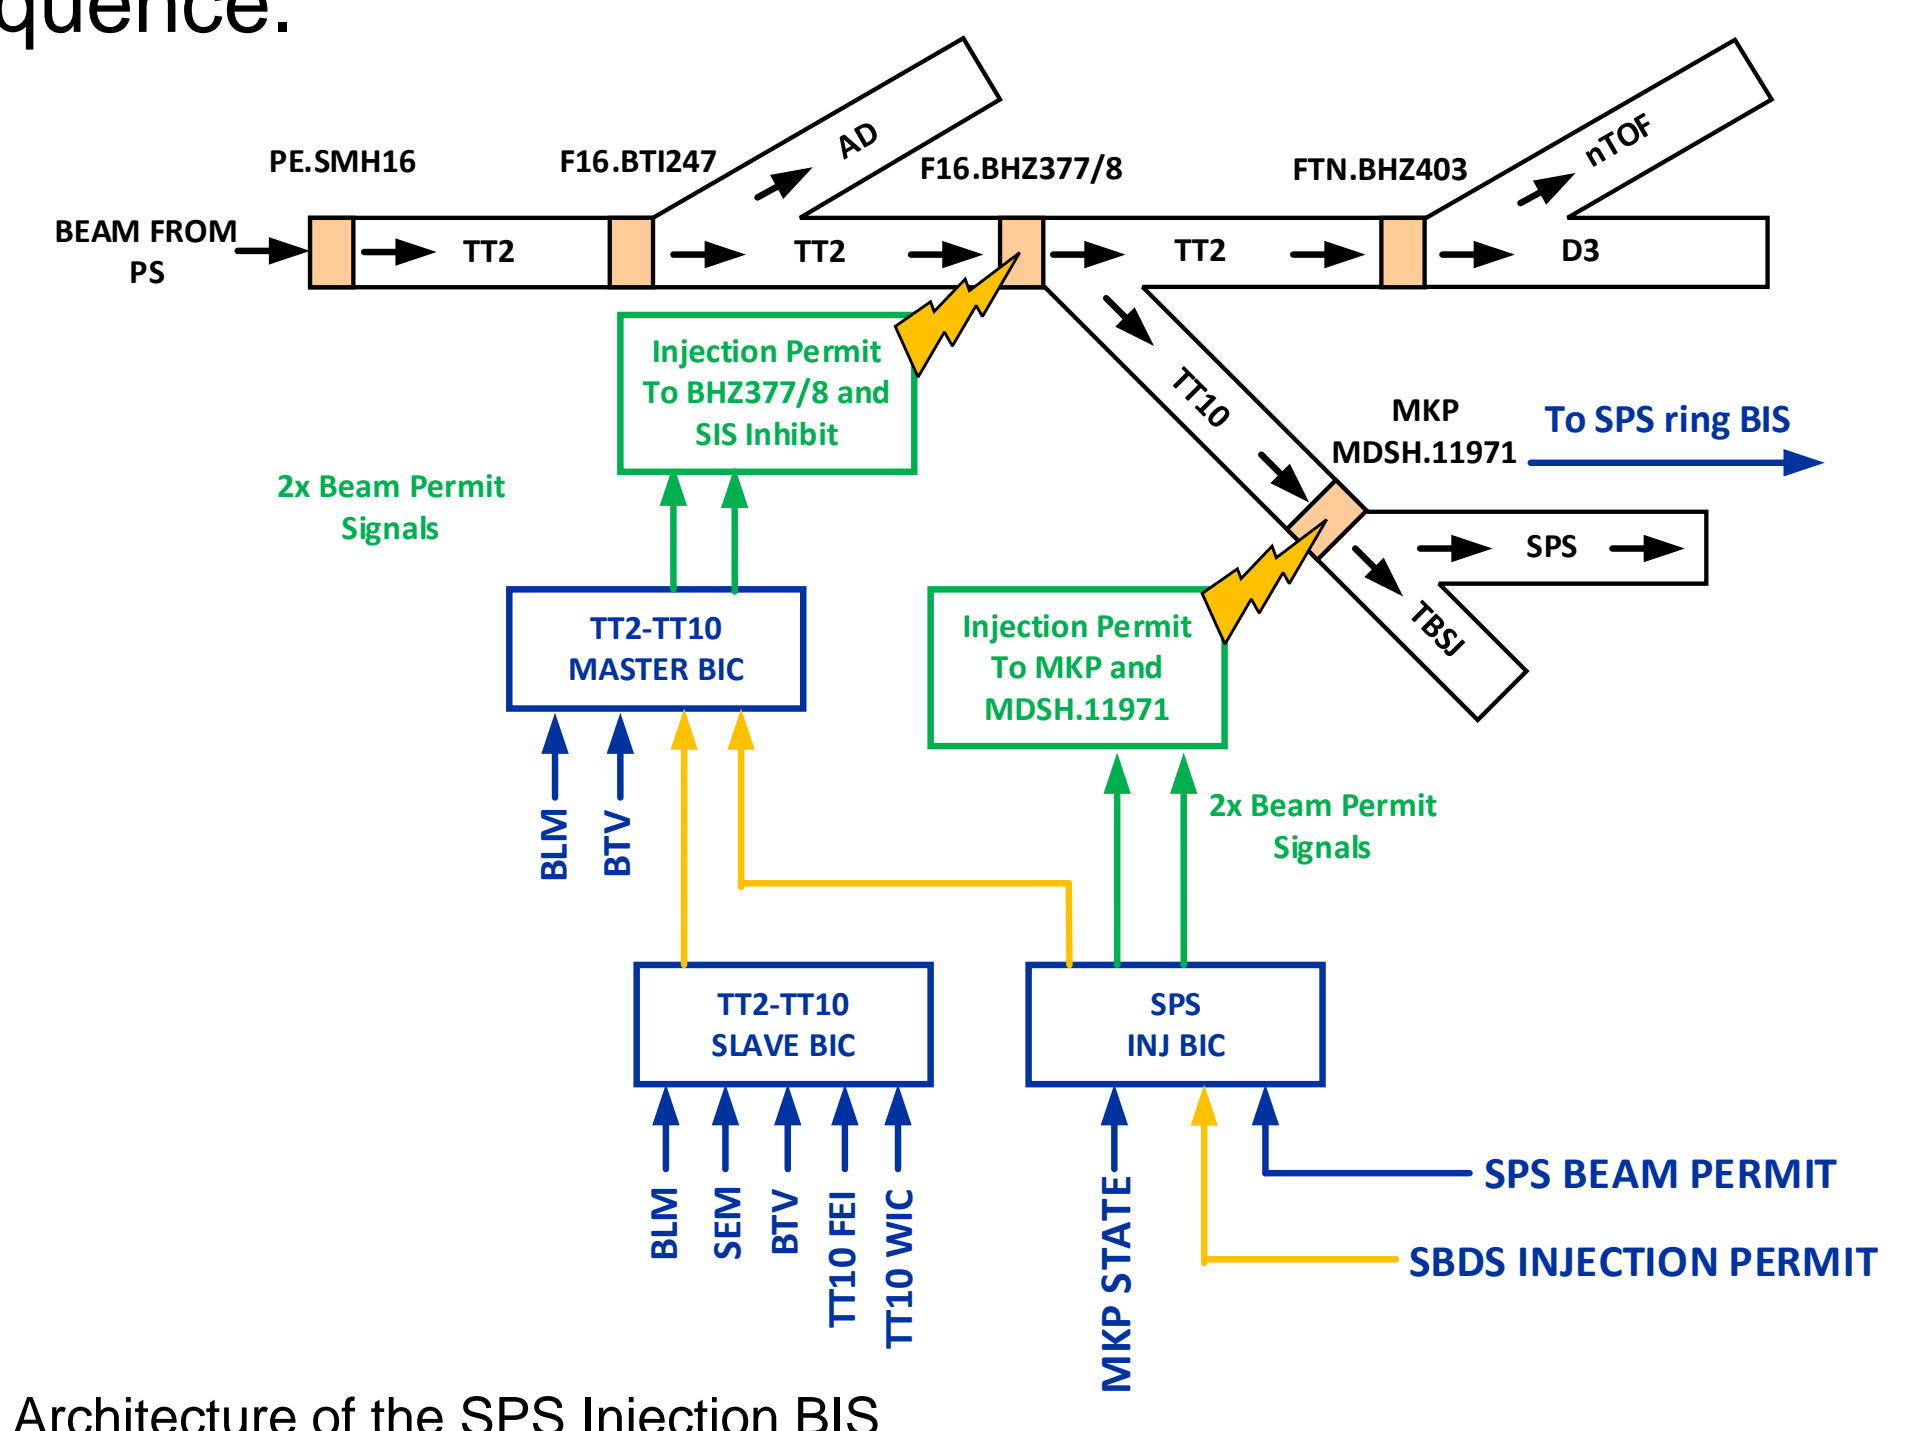 quence.
PE.SMH16
F16.BTI247
AD
F16.BHZ377/8
FTN.BHZ403
nTOF
BEAM FROM
PS
TT2
TT2
TT2
D3
Injection Permit
To BHZ377/8 and
SIS Inhibit
TT10
MKP
MDSH.11971
To SPS ring BIS
2x Beam Permit
Signals
SPS
TBSJ
TT2-TT10
MASTER BIC
Injection Permit
To MKP and
MDSH.11971
BLM
BTV
2x Beam Permit
Signals
TT2-TT10
SLAVE BIC
SPS
INJ BIC
BLM
SEM
BTV
TT10 FEI
TT10 WIC
MKP STATE
SPS BEAM PERMIT
SBDS INJECTION PERMIT
Architecture of the SPS Injection BIS